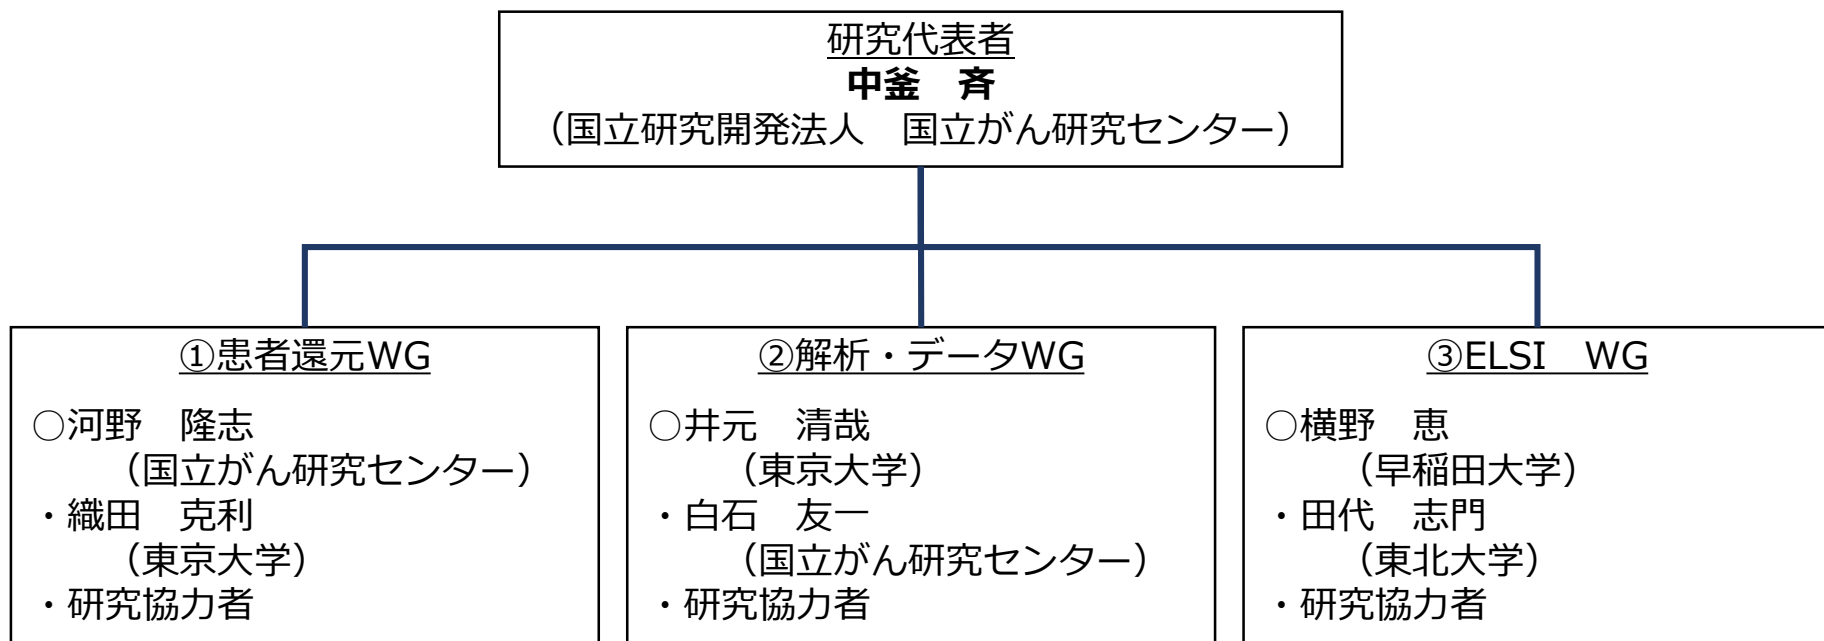 研究代表者
中釜　斉
（国立研究開発法人　国立がん研究センター）
①患者還元WG
○河野　隆志
（国立がん研究センター）
・織田　克利
（東京大学）
・研究協力者
②解析・データWG
○井元　清哉
（東京大学）
・白石　友一
（国立がん研究センター）
・研究協力者
③ELSI　WG
○横野　恵
（早稲田大学）
・田代　志門
（東北大学）
・研究協力者